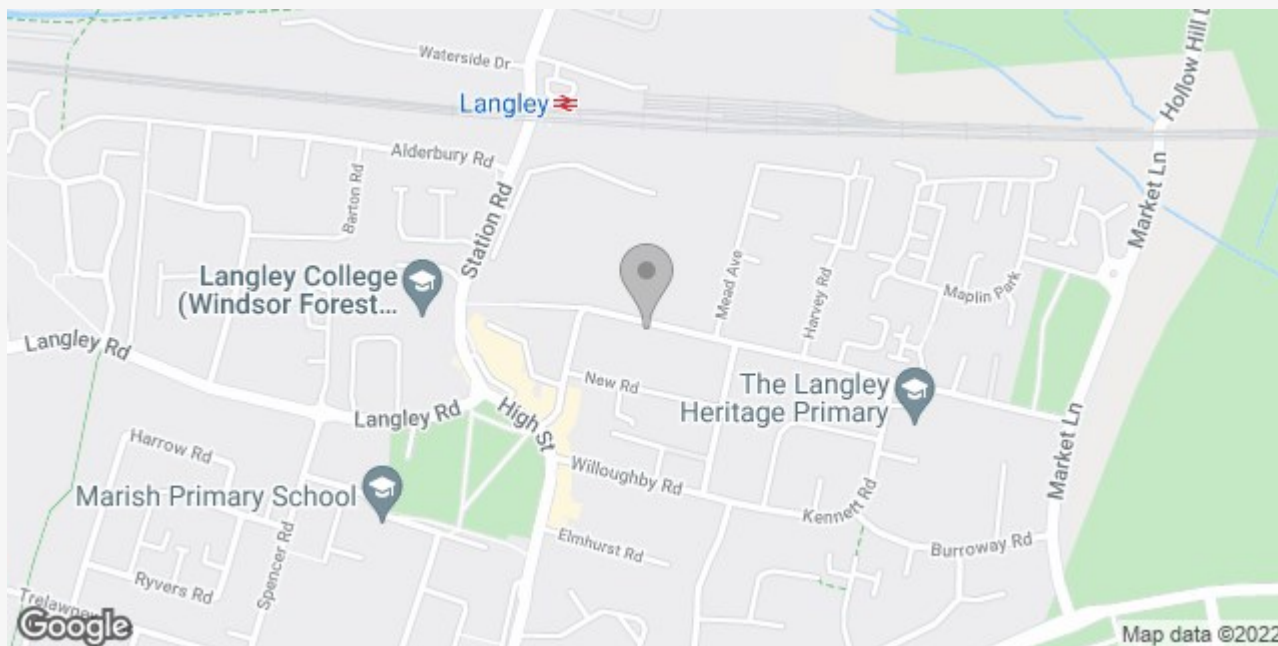 Waterside Dr
Langley
Hollow Hill L
Alderbury Rd
Barton Rd
Station Rd
Market Ln
Langley College
(Windsor Forest...
Mead Ave
Harvey Rd
Maplin Park
Langley Rd
New Rd
The Langley
Heritage Primary
Langley Rd
High St
Harrow Rd
Willoughby Rd
Market Ln
Marish Primary School
Kennett Rd
Spencer Rd
Elmhurst Rd
Burroway Rd
Ryvers Rd
Trelawney
Google
Map data ©2022